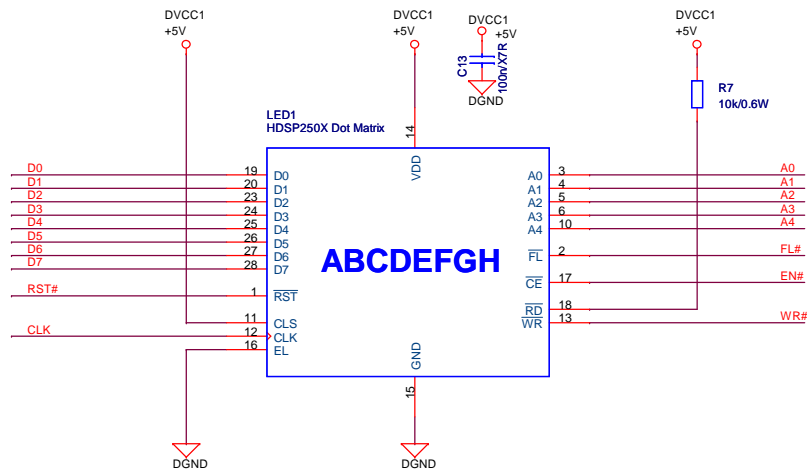 DVCC1
+5V
DVCC1
+5V
DVCC1
+5V
C13
100n/X7R
DGND
DVCC1
+5V
R7
10k/0.6W
LED1
HDSP250X Dot Matrix
14
VDD
D0 19 D0
D1 20 D1
D2 23 D2
D3 24 D3
D4 25 D4
D5 26 D5
D6 27 D6
D7 28 D7
RST# 1 RST
11 CLS
CLK 12 CLK
16 EL
ABCDEFGH
A0 3 A0
A1 4 A1
A2 5 A2
A3 6 A3
A4 10 A4
FL 2 FL#
CE 17 EN#
RD 18
WR 13 WR#
GND
15
DGND
DGND